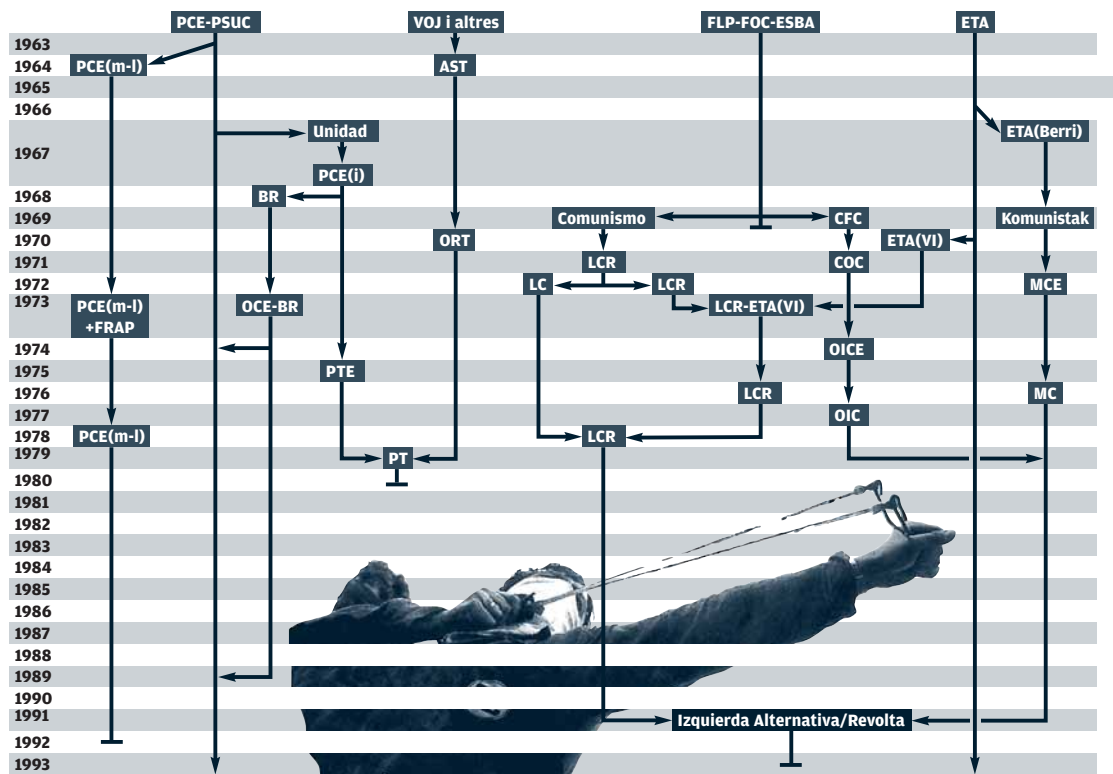 PCE-PSUC VOJ i altres FLP-FOC-ESBA ETA
1963
1964 PCE(m-l) AST
1965
1966
Unidad ETA(Berri)
1967
PCE(i)
1968 BR
1969 Comunismo CFC Komunistak
1970 ORT ETA(VI)
1971 LCR COC
1972 LC LCR MCE
1973 PCE(m-l) OCE-BR LCR-ETA(VI)
+FRAP
1974 OICE
1975 PTE
1976 LCR MC
1977 OIC
1978 PCE(m-l) LCR
1979 PT
1980
1981
1982
1983
1984
1985
1986
1987
1988
1989
1990
1991 Izquierda Alternativa/Revolta
1992
1993